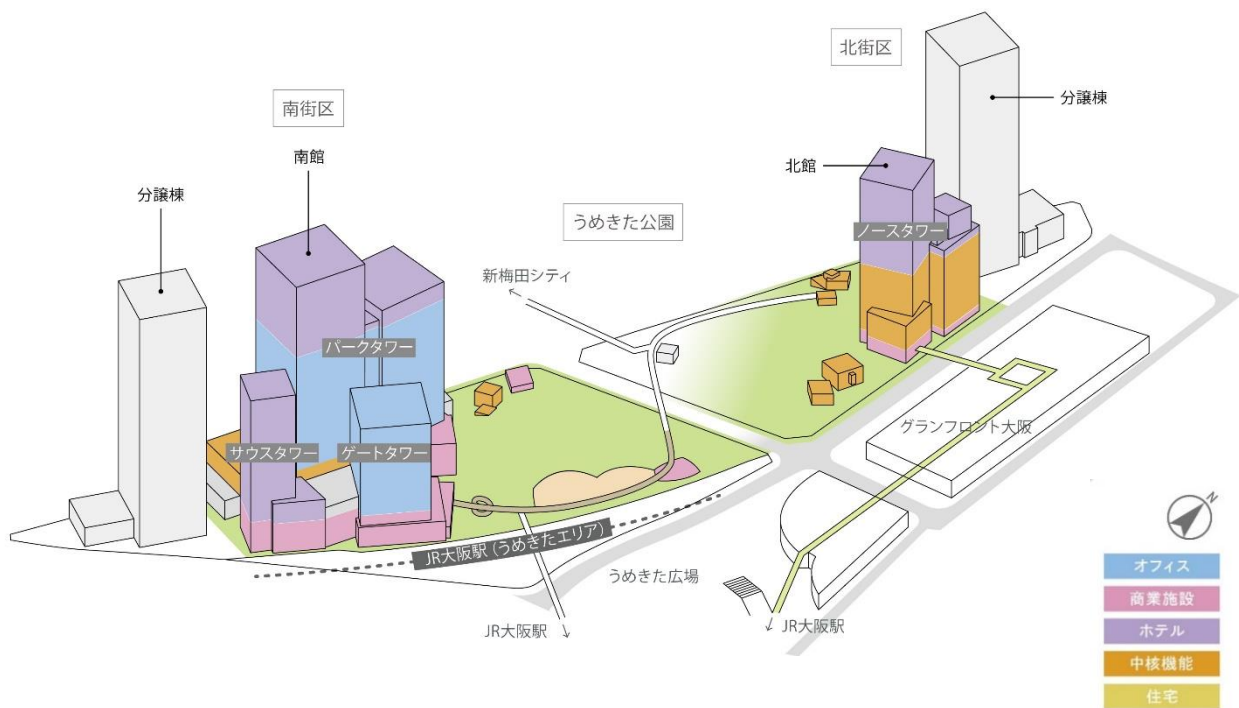 北街区
分譲棟
南街区
南館
北館
分譲棟
うめきた公園
ノースタワー
新梅田シティ
パークタワー
グランフロント大阪
サウスタワー
ゲートタワー
N
JR大阪駅(うめきたエリア)
うめきた広場
JR大阪駅
JR大阪駅
オフィス
商業施設
ホテル
中核機能
住宅